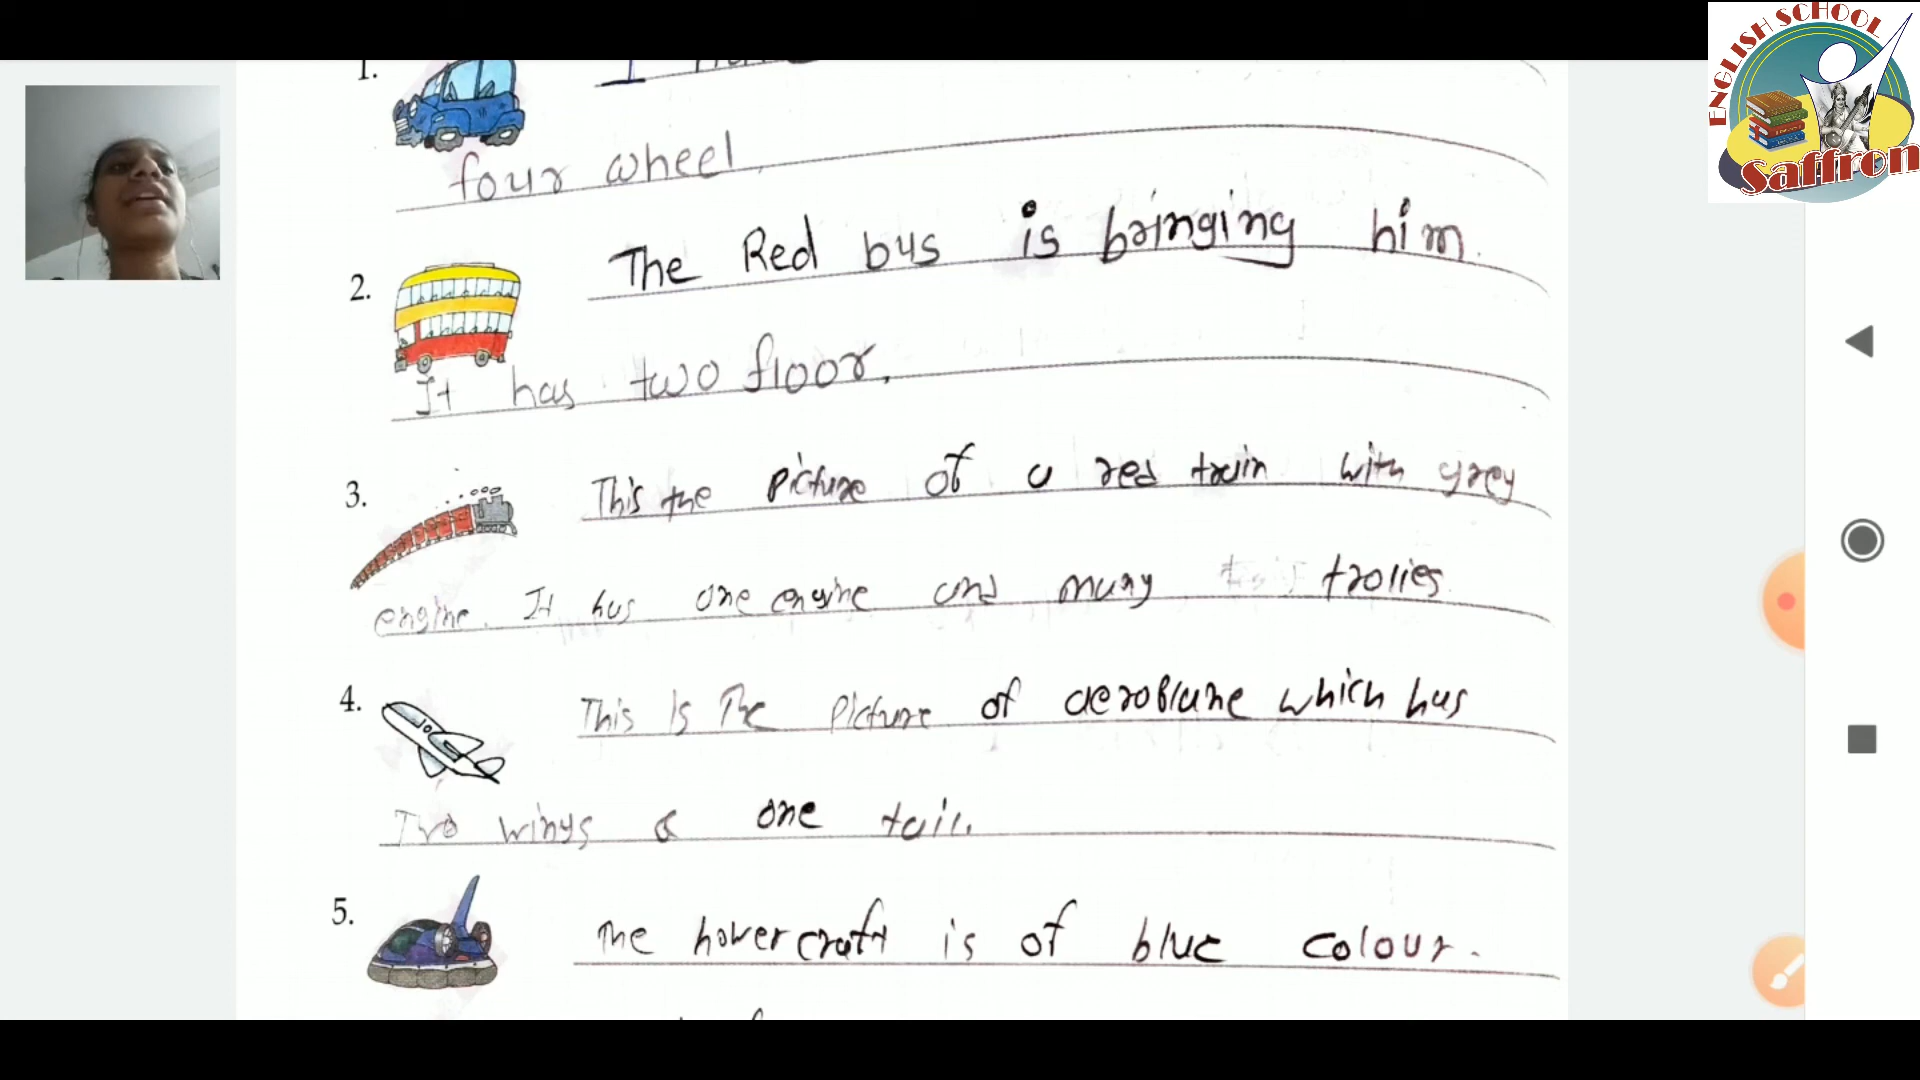 ENGLISH SCHOOL
Saffron
1.
four wheel.
2. The Red bus is bringing him.
It has two floor.
3. This the picture of a red train with grey
engine. It has one engine and many trolies
4. This is The picture of aeroplane which has
Two wings & one tail.
5. The hovercraft is of blue colour.